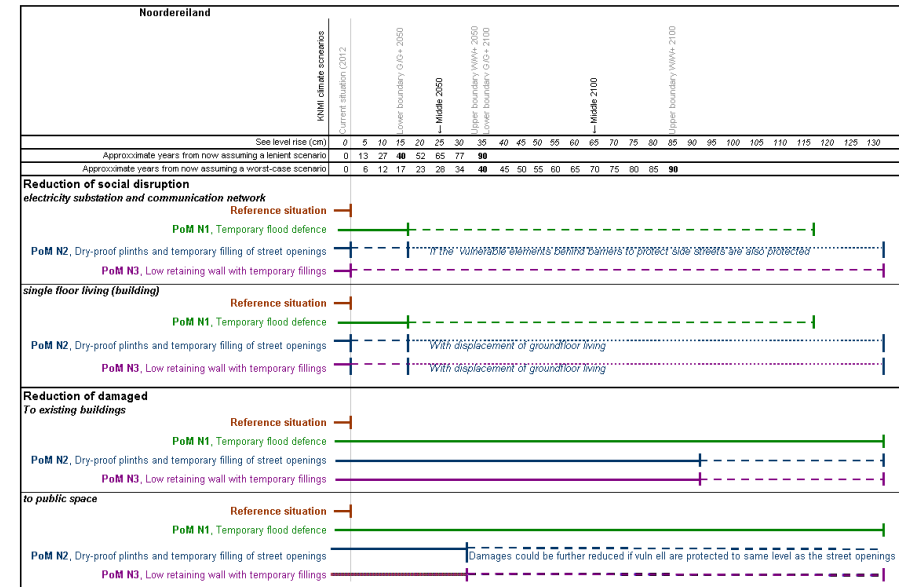 Noordereiland
KNMI climate scnearios
Current situation (2012
Lower boundary G/G+ 2050
←Middle 2050
Upper boundary W/W+ 2050
Lower boundary G/G+ 2100
←Middle 2100
Upper boundary W/W+ 2100
See level rise (cm) 0 5 10 15 20 25 30 35 40 45 50 55 60 65 70 75 80 85 90 95 100 105 110 115 120 125 130
Approxximate years from now assuming a lenient scenario 0 13 27 40 52 65 77 90
Approxximate years from now assuming a worst-case scenario 0 6 12 17 23 28 34 40 45 50 55 60 65 70 75 80 85 90
Reduction of social disruption
electricity substation and communication network
Reference situation
PoM N1, Temporary flood defence
PoM N2, Dry-proof plinths and temporary filling of street openings If the vulnerable elements behind barriers to protect side streets are also protected
PoM N3, Low retaining wall with temporary fillings
single floor living (building)
Reference situation
PoM N1, Temporary flood defence
PoM N2, Dry-proof plinths and temporary filling of street openings With displacement of groundfloor living
PoM N3, Low retaining wall with temporary fillings With displacement of groundfloor living
Reduction of damaged
To existing buildings
Reference situation
PoM N1, Temporary flood defence
PoM N2, Dry-proof plinths and temporary filling of street openings
PoM N3, Low retaining wall with temporary fillings
to public space
Reference situation
PoM N1, Temporary flood defence
PoM N2, Dry-proof plinths and temporary filling of street openings Damages could be further reduced if vuln ell are protected to same level as the street openings
PoM N3, Low retaining wall with temporary fillings